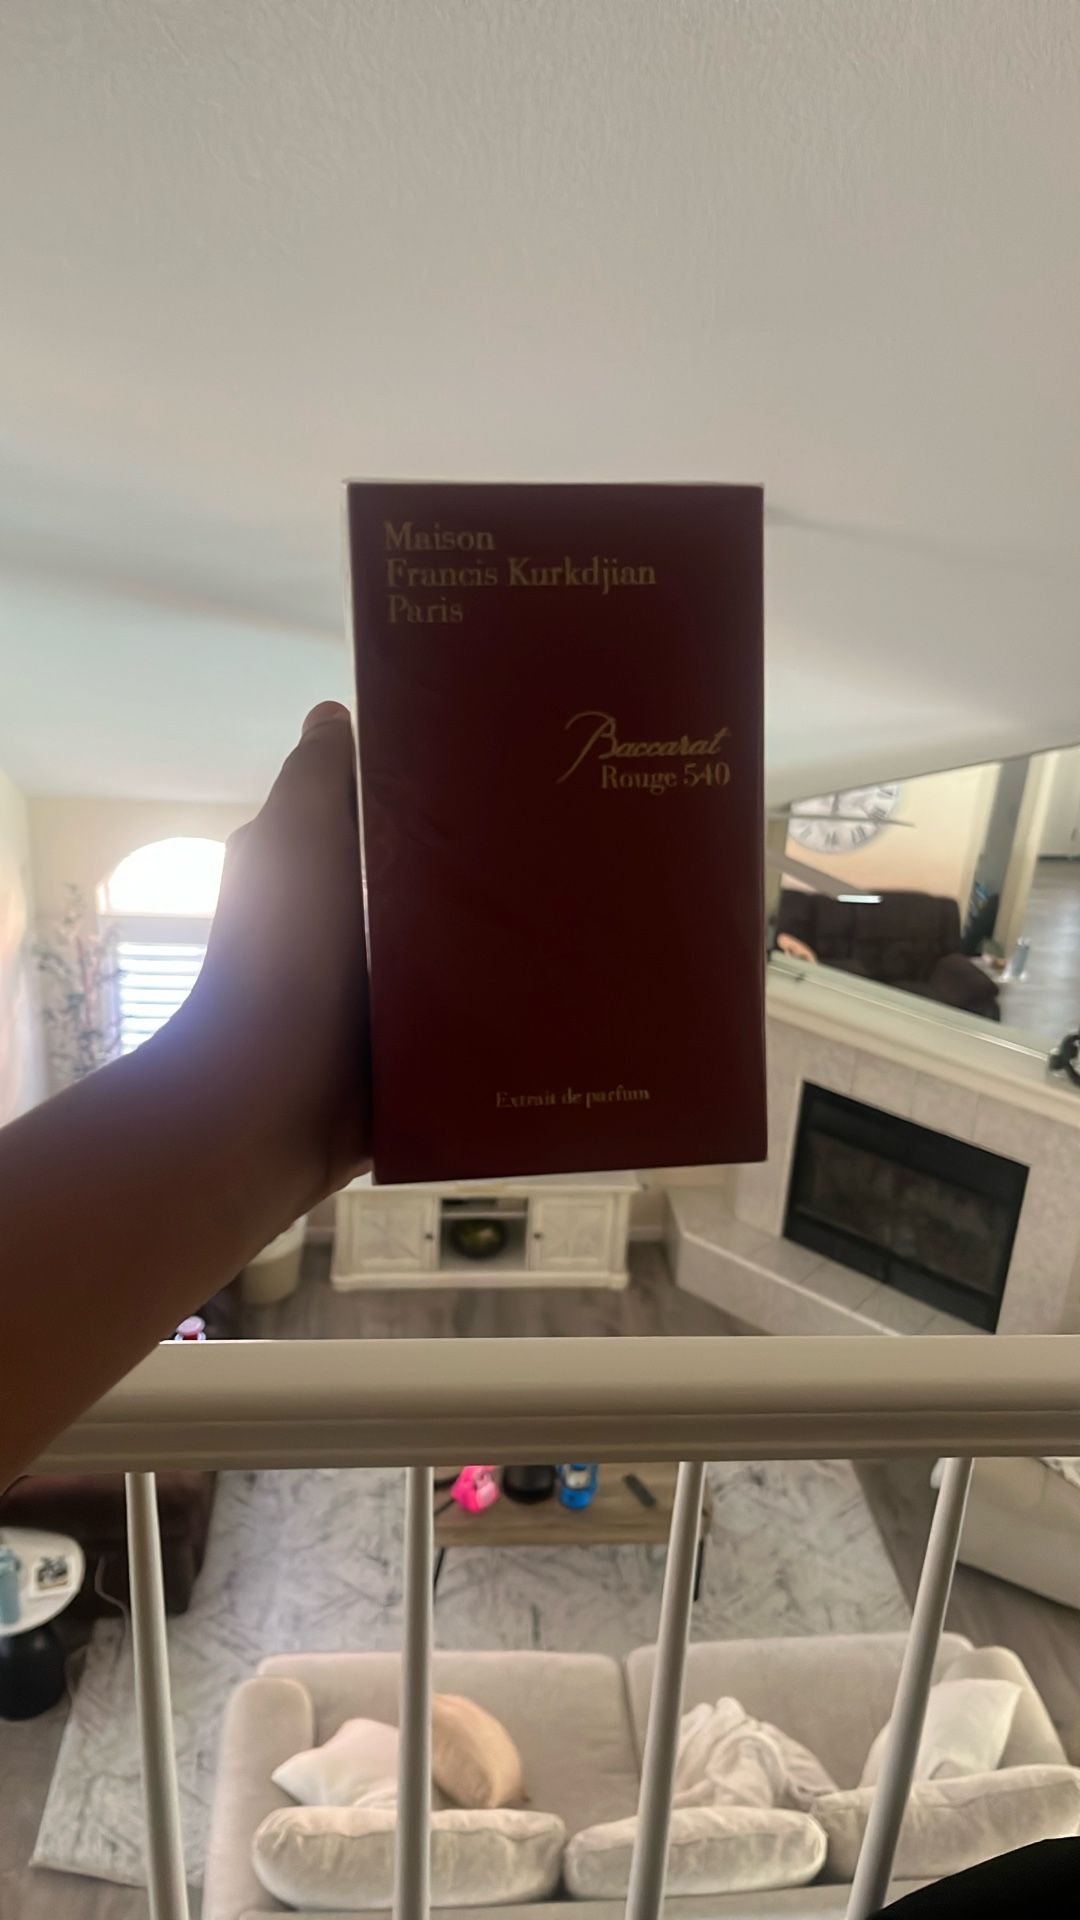 Maison
Francis Kurkdjian
Paris
Baccarat
Rouge 540
Extrait de parfum